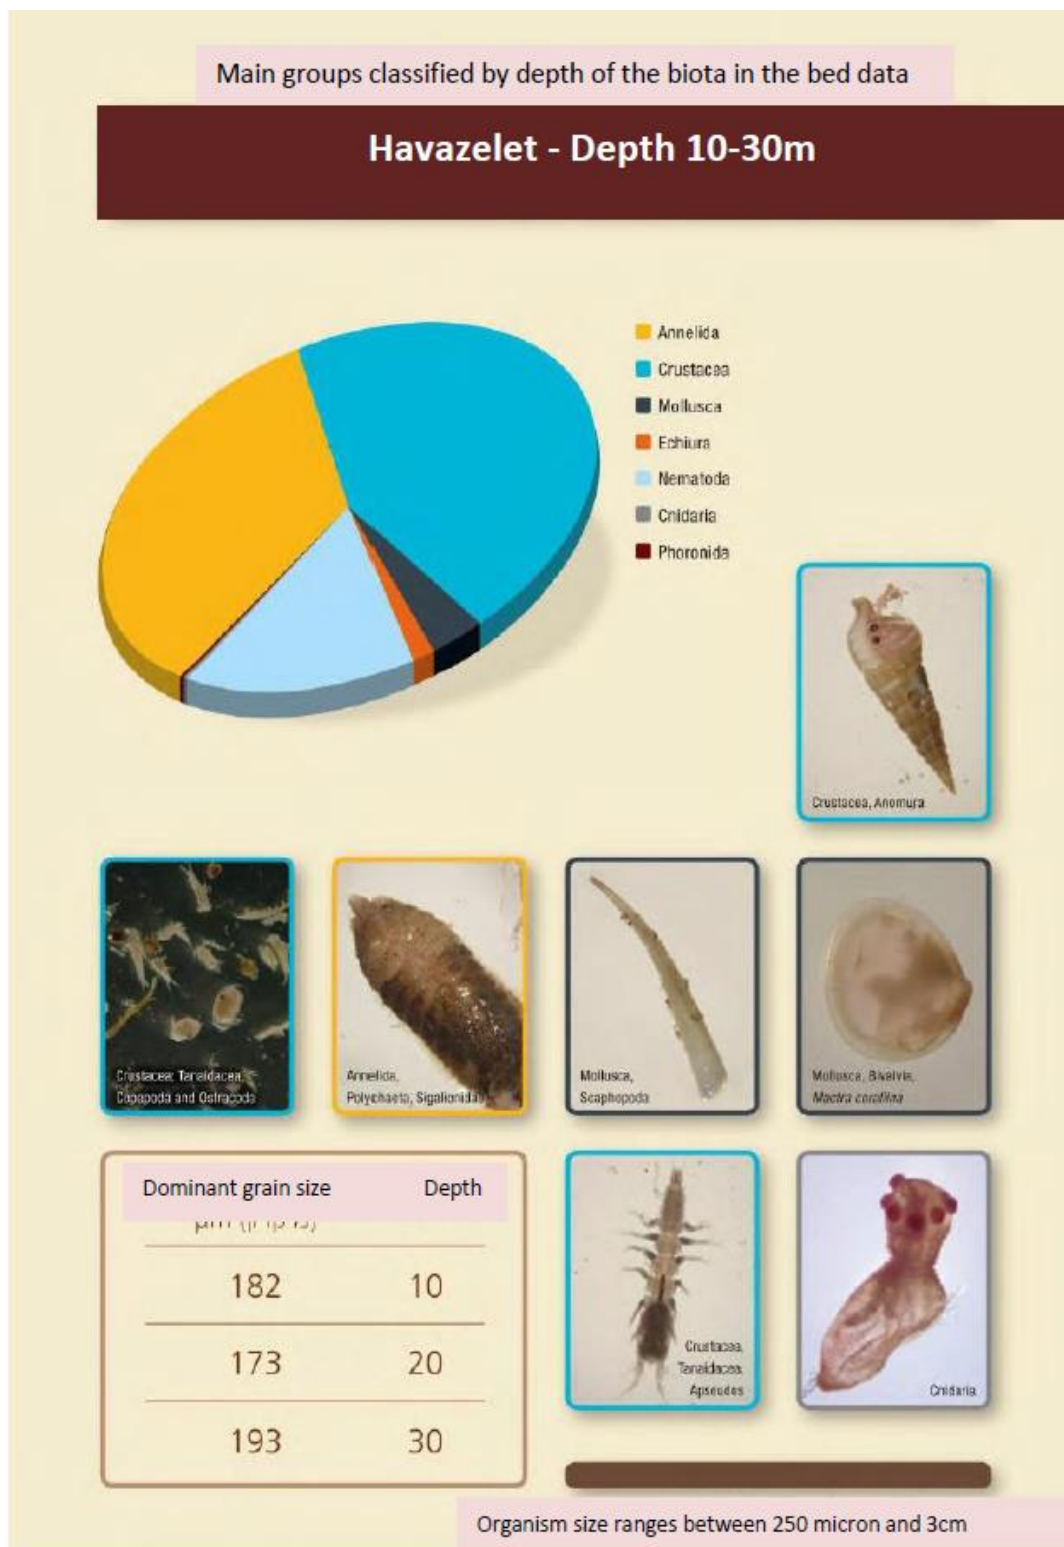 Main groups classified by depth of the biota in the bed data
Havazelet - Depth 10-30m
Annelida
Crustacea
Mollusca
Echiura
Nematoda
Cnidaria
Phoronida
Crustacea, Anomura
Crustacea: Tanaidacea,
Copepoda and Ostracoda
Annelida,
Polychaeta, Sigalionidae
Mollusca,
Scaphopoda
Mollusca, Bivalvia,
Mactra corallina
Dominant grain size Depth
182 10
173 20
193 30
Crustacea,
Tanaidacea,
Apseudes
Cnidaria
Organism size ranges between 250 micron and 3cm